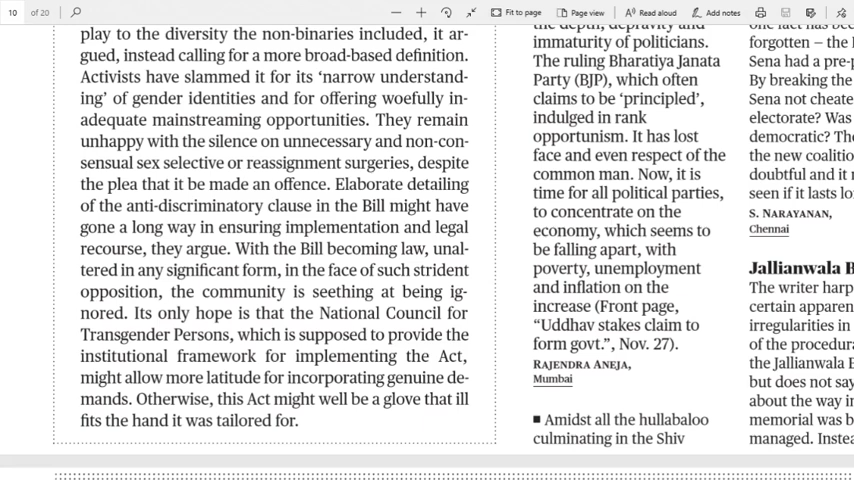 10 of 20
Fit to page
Page view
Read aloud
Add notes
play to the diversity the non-binaries included, it ar-
gued, instead calling for a more broad-based definition.
Activists have slammed it for its ‘narrow understand-
ing’ of gender identities and for offering woefully in-
adequate mainstreaming opportunities. They remain
unhappy with the silence on unnecessary and non-con-
sensual sex selective or reassignment surgeries, despite
the plea that it be made an offence. Elaborate detailing
of the anti-discriminatory clause in the Bill might have
gone a long way in ensuring implementation and legal
recourse, they argue. With the Bill becoming law, unal-
tered in any significant form, in the face of such strident
opposition, the community is seething at being ig-
nored. Its only hope is that the National Council for
Transgender Persons, which is supposed to provide the
institutional framework for implementing the Act,
might allow more latitude for incorporating genuine de-
mands. Otherwise, this Act might well be a glove that ill
fits the hand it was tailored for.
the depth, depravity and
immaturity of politicians.
The ruling Bharatiya Janata
Party (BJP), which often
claims to be ‘principled’,
indulged in rank
opportunism. It has lost
face and even respect of the
common man. Now, it is
time for all political parties,
to concentrate on the
economy, which seems to
be falling apart, with
poverty, unemployment
and inflation on the
increase (Front page,
“Uddhav stakes claim to
form govt.”, Nov. 27).
RAJENDRA ANEJA,
Mumbai
■ Amidst all the hullabaloo
culminating in the Shiv
one fact has been
forgotten – the
Sena had a pre-p
By breaking the
Sena not cheate
electorate? Was
democratic? The
the new coalitio
doubtful and it r
seen if it lasts lo
S. NARAYANAN,
Chennai
Jallianwala B
The writer harp
certain apparen
irregularities in
of the procedura
the Jallianwala B
but does not say
about the way in
memorial was b
managed. Instea